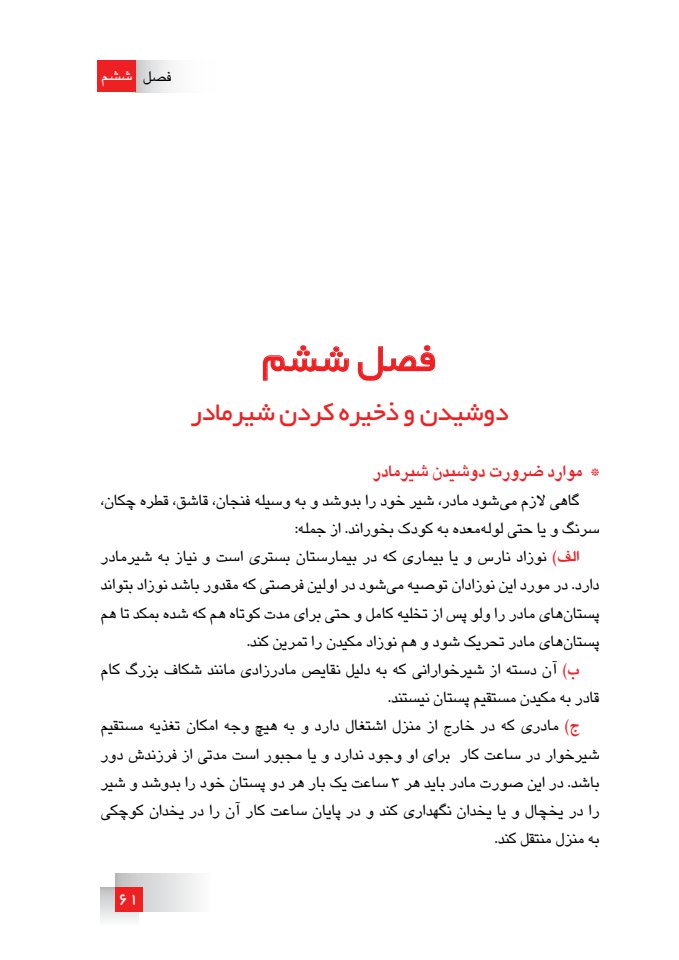 فصل ششم
فصل ششم
دوشیدن و ذخیره کردن شیرمادر
* موارد ضرورت دوشیدن شیرمادر
گاهی لازم می‌شود مادر، شیر خود را بدوشد و به وسیله فنجان، قاشق، قطره چکان،
سرنگ و یا حتی لوله‌معده به کودک بخوراند. از جمله:
الف) نوزاد نارس و یا بیماری که در بیمارستان بستری است و نیاز به شیرمادر
دارد. در مورد این نوزادان توصیه می‌شود در اولین فرصتی که مقدور باشد نوزاد بتواند
پستان‌های مادر را ولو پس از تخلیه کامل و حتی برای مدت کوتاه هم که شده بمکد تا هم
پستان‌های مادر تحریک شود و هم نوزاد مکیدن را تمرین کند.
ب) آن دسته از شیرخوارانی که به دلیل نقایص مادرزادی مانند شکاف بزرگ کام
قادر به مکیدن مستقیم پستان نیستند.
ج) مادری که در خارج از منزل اشتغال دارد و به هیچ وجه امکان تغذیه مستقیم
شیرخوار در ساعت کار برای او وجود ندارد و یا مجبور است مدتی از فرزندش دور
باشد. در این صورت مادر باید هر ۳ ساعت یک بار هر دو پستان خود را بدوشد و شیر
را در یخچال و یا یخدان نگهداری کند و در پایان ساعت کار آن را در یخدان کوچکی
به منزل منتقل کند.
۶۱